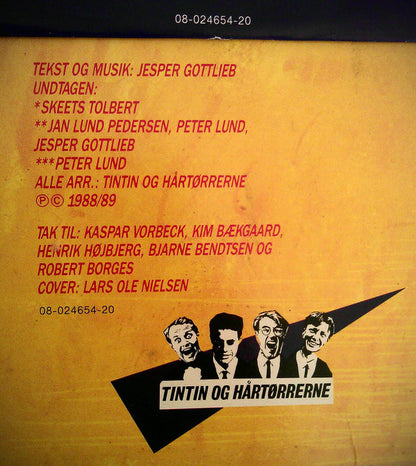 08-024654-20
TEKST OG MUSIK: JESPER GOTTLIEB
UNDTAGEN:
*SKEETS TOLBERT
**JAN LUND PEDERSEN, PETER LUND,
JESPER GOTTLIEB
***PETER LUND
ALLE ARR.: TINTIN OG HÅRTØRRERNE
℗© 1988/89
TAK TIL: KASPAR VORBECK, KIM BÆKGAARD,
HENRIK HØJBJERG, BJARNE BENDTSEN OG
ROBERT BORGES
COVER: LARS OLE NIELSEN
08-024654-20
TINTIN OG HÅRTØRRERNE